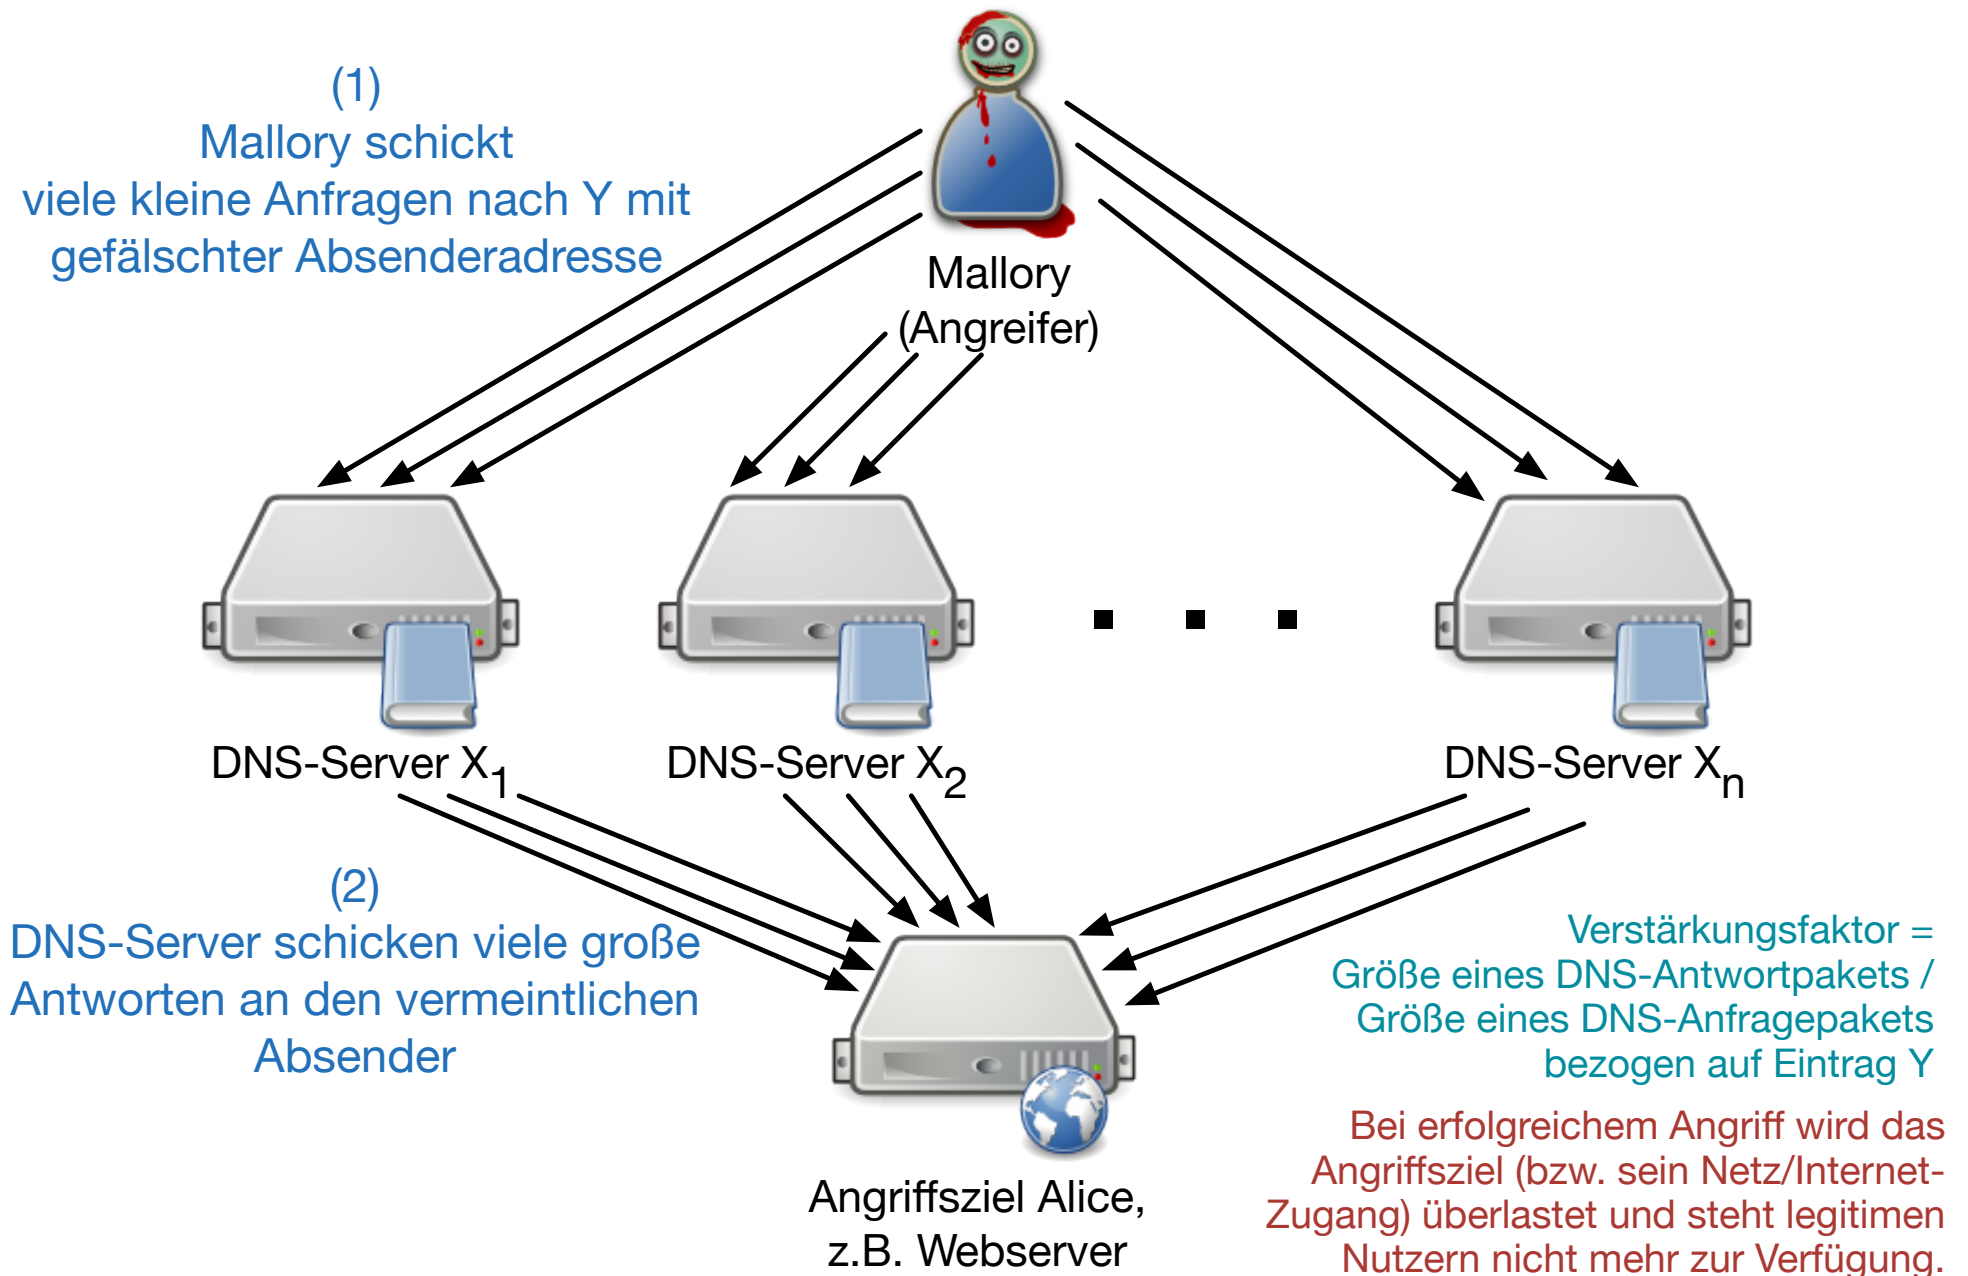 (1)
Mallory schickt
viele kleine Anfragen nach Y mit
gefälschter Absenderadresse
Mallory
(Angreifer)
DNS-Server X1
DNS-Server X2
DNS-Server Xn
(2)
DNS-Server schicken viele große
Antworten an den vermeintlichen
Absender
Verstärkungsfaktor =
Größe eines DNS-Antwortpakets /
Größe eines DNS-Anfragepakets
bezogen auf Eintrag Y
Bei erfolgreichem Angriff wird das
Angriffsziel (bzw. sein Netz/Internet-
Zugang) überlastet und steht legitimen
Nutzern nicht mehr zur Verfügung.
Angriffsziel Alice,
z.B. Webserver